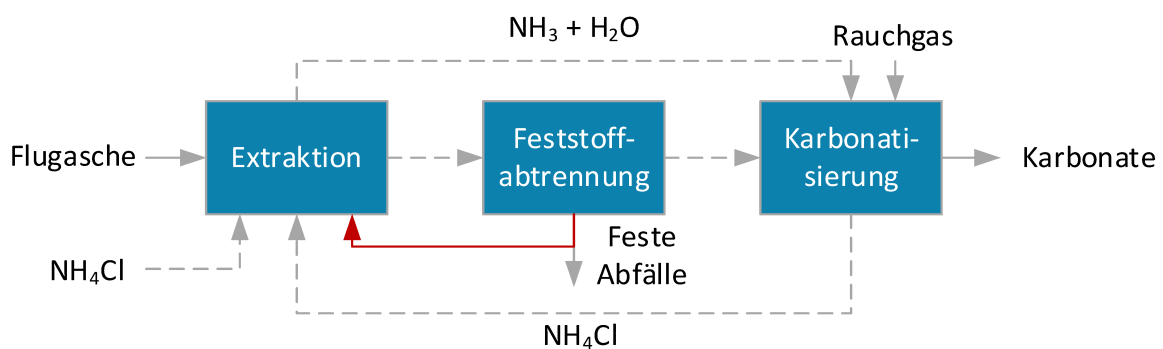 NH₃ + H₂O
Rauchgas
Flugasche
Extraktion
Feststoff-
abtrennung
Karbonati-
sierung
Karbonate
NH₄Cl
Feste
Abfälle
NH₄Cl